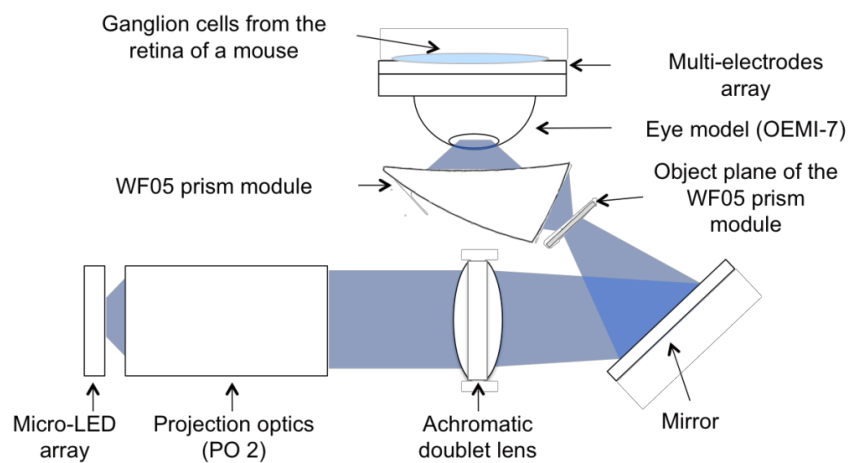 Ganglion cells from the
retina of a mouse
Multi-electrodes
array
Eye model (OEMI-7)
WF05 prism module
Object plane of the
WF05 prism
module
Micro-LED
array
Projection optics
(PO 2)
Achromatic
doublet lens
Mirror